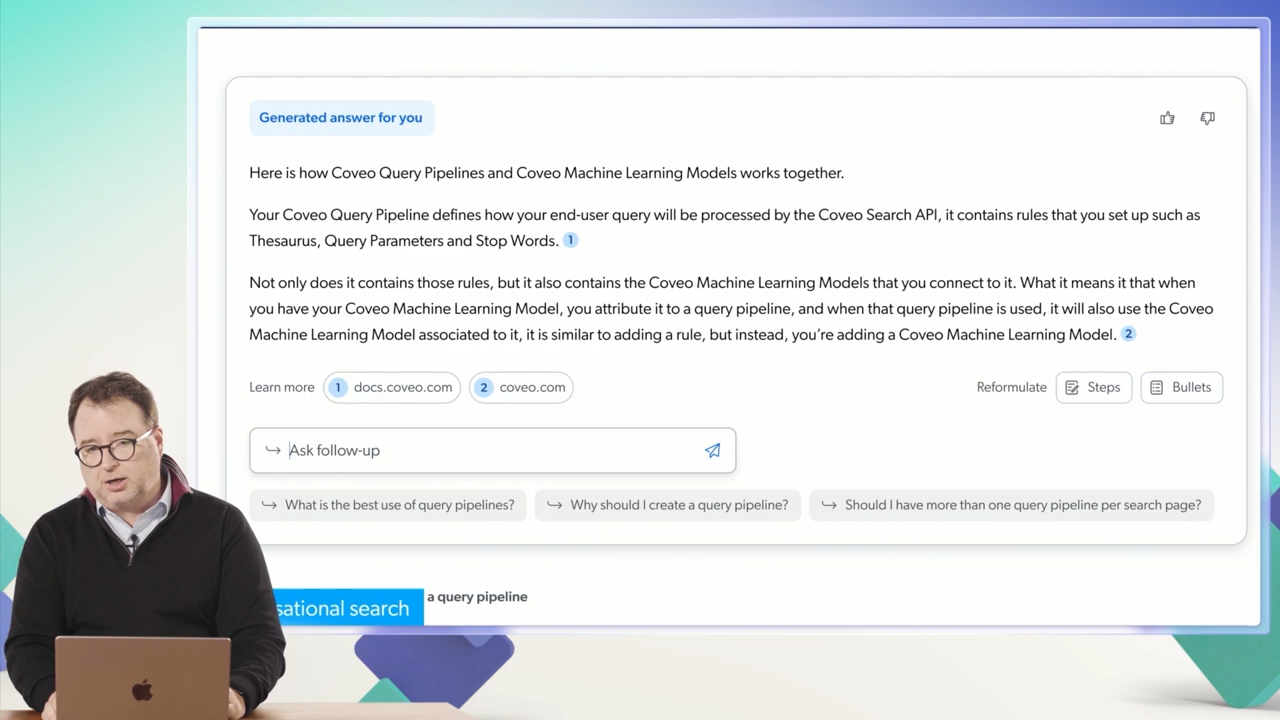 Generated answer for you
Here is how Coveo Query Pipelines and Coveo Machine Learning Models works together.
Your Coveo Query Pipeline defines how your end-user query will be processed by the Coveo Search API, it contains rules that you set up such as
Thesaurus, Query Parameters and Stop Words. 1
Not only does it contains those rules, but it also contains the Coveo Machine Learning Models that you connect to it. What it means it that when
you have your Coveo Machine Learning Model, you attribute it to a query pipeline, and when that query pipeline is used, it will also use the Coveo
Machine Learning Model associated to it, it is similar to adding a rule, but instead, you’re adding a Coveo Machine Learning Model. 2
Learn more 1 docs.coveo.com 2 coveo.com Reformulate Steps Bullets
Ask follow-up
What is the best use of query pipelines? Why should I create a query pipeline? Should I have more than one query pipeline per search page?
a query pipeline
sational search